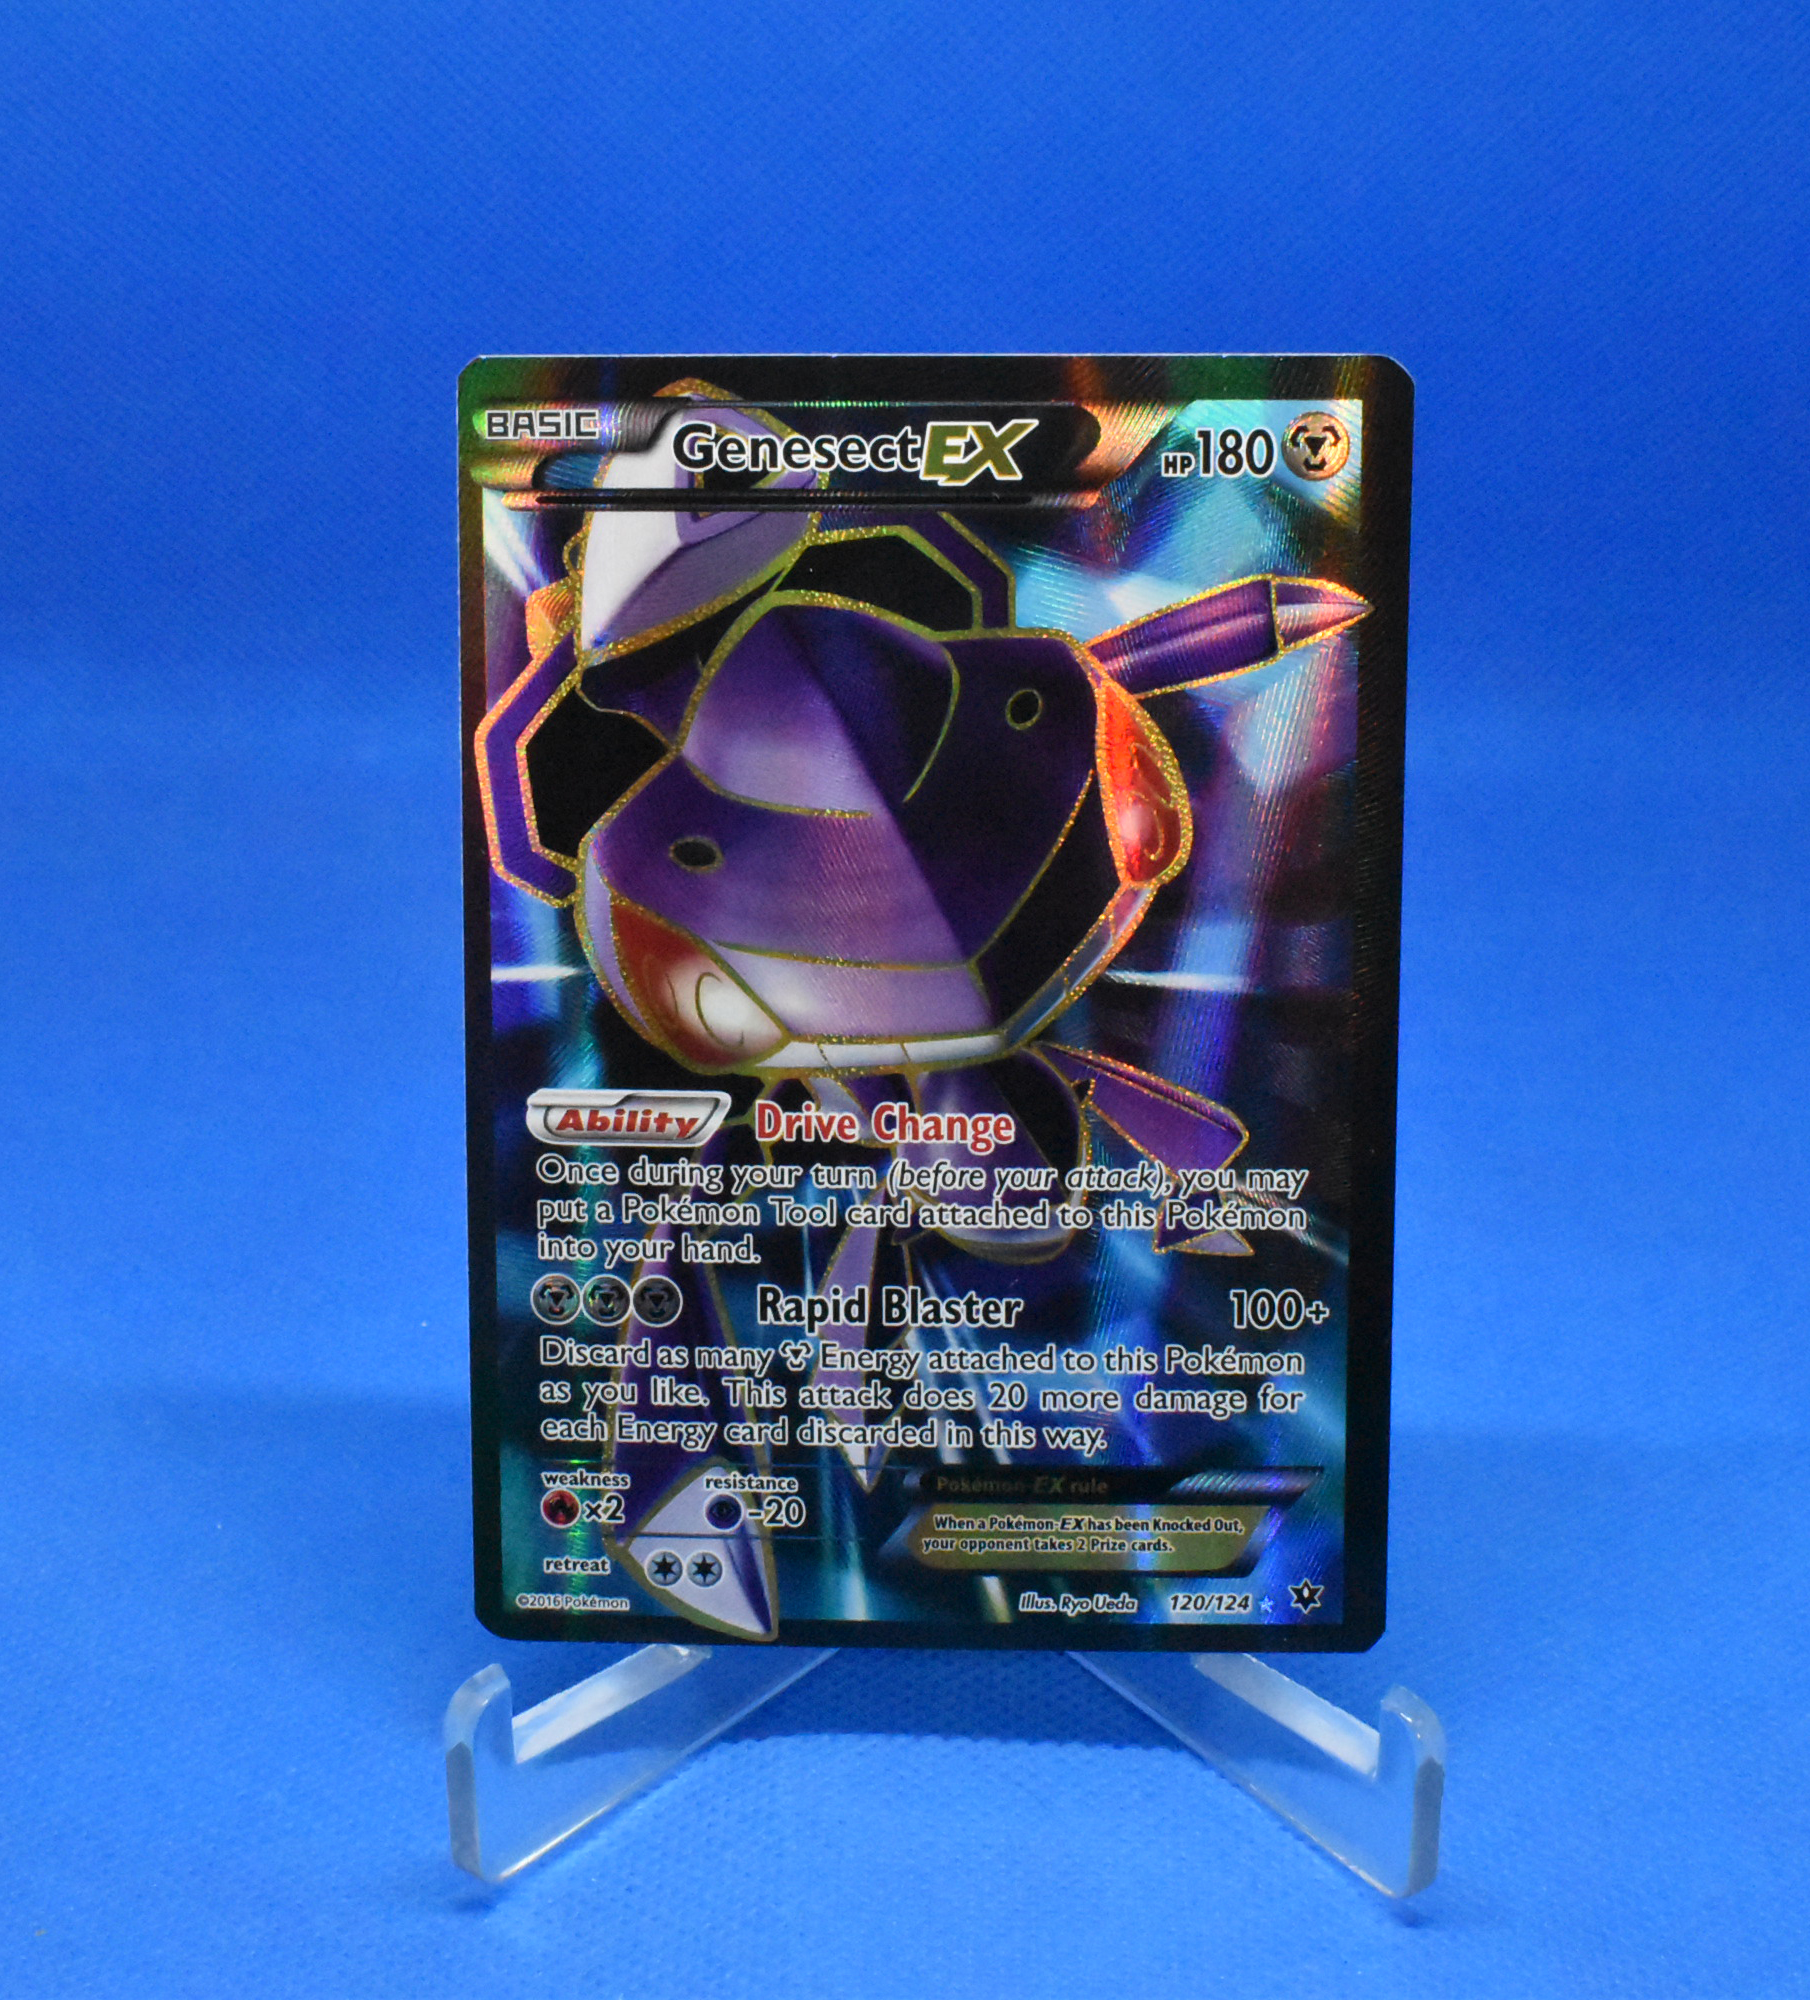 BASIC
GenesectEX
HP180
Ability Drive Change
Once during your turn (before your attack), you may
put a Pokémon Tool card attached to this Pokémon
into your hand.
Rapid Blaster 100+
Discard as many Energy attached to this Pokémon
as you like. This attack does 20 more damage for
each Energy card discarded in this way.
weakness resistance
×2 -20
Pokémon-EX rule
When a Pokémon-EX has been Knocked Out,
your opponent takes 2 Prize cards.
retreat
©2016 Pokémon
Illus. Ryo Ueda 120/124